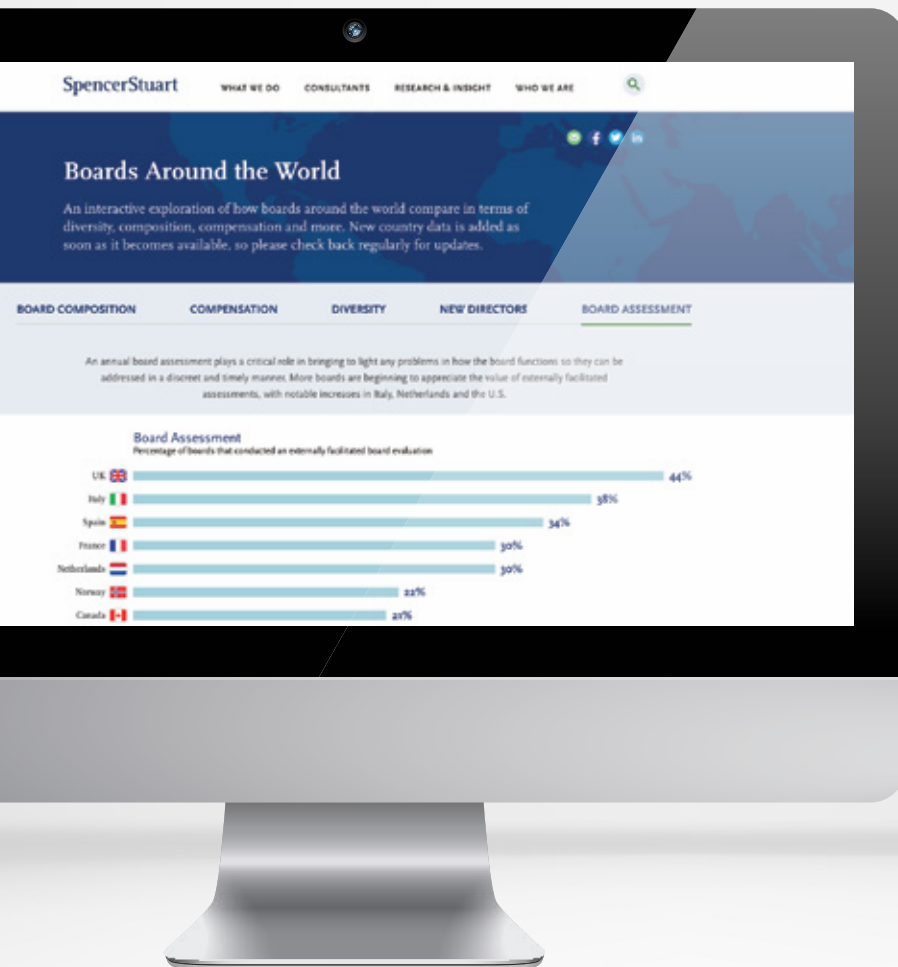 SpencerStuart
WHAT WE DO CONSULTANTS RESEARCH & INSIGHT WHO WE ARE
Boards Around the World
An interactive exploration of how boards around the world compare in terms of
diversity, composition, compensation and more. New country data is added as
soon as it becomes available, so please check back regularly for updates.
BOARD COMPOSITION COMPENSATION DIVERSITY NEW DIRECTORS BOARD ASSESSMENT
An annual board assessment plays a critical role in bringing to light any problems in how the board functions so they can be
addressed in a discreet and timely manner. More boards are beginning to appreciate the value of externally facilitated
assessments, with notable increases in Italy, Netherlands and the U.S.
Board Assessment
Percentage of boards that conducted an externally facilitated board evaluation
UK 44%
Italy 38%
Spain 34%
France 30%
Netherlands 30%
Norway 22%
Canada 21%